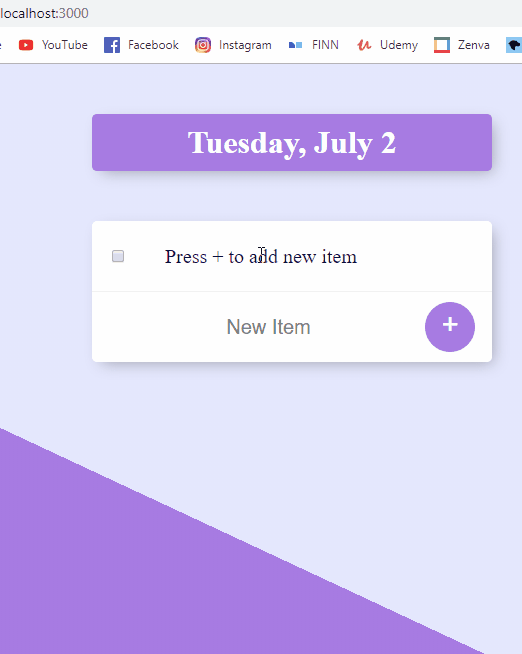 localhost:3000
YouTube Facebook Instagram FINN Udemy Zenva
Tuesday, July 2
Press + to add new item
New Item +